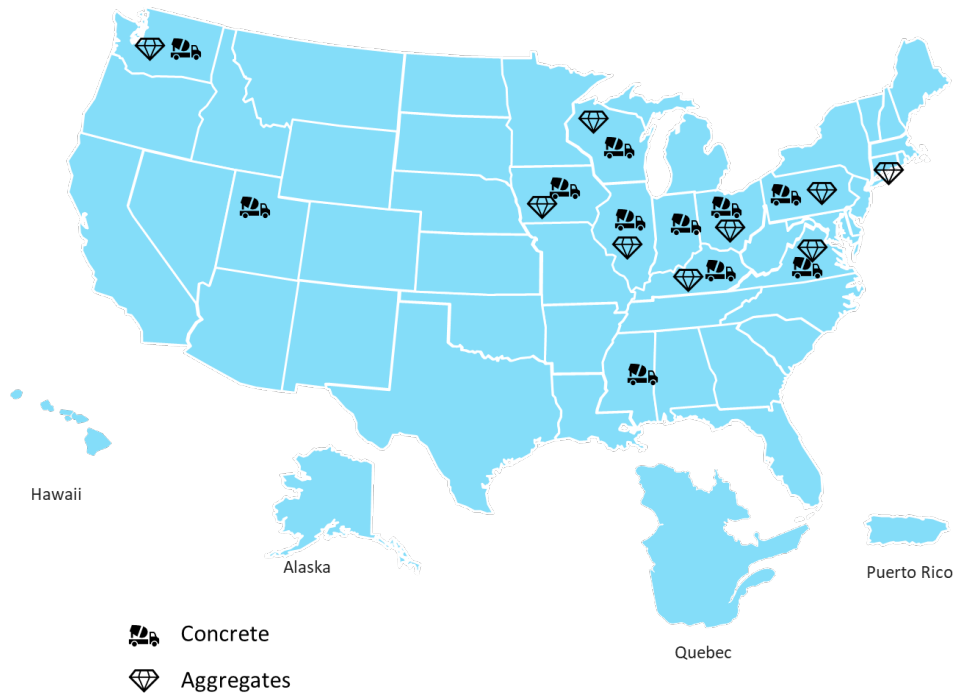 Hawaii
Alaska
Puerto Rico
Concrete
Quebec
Aggregates